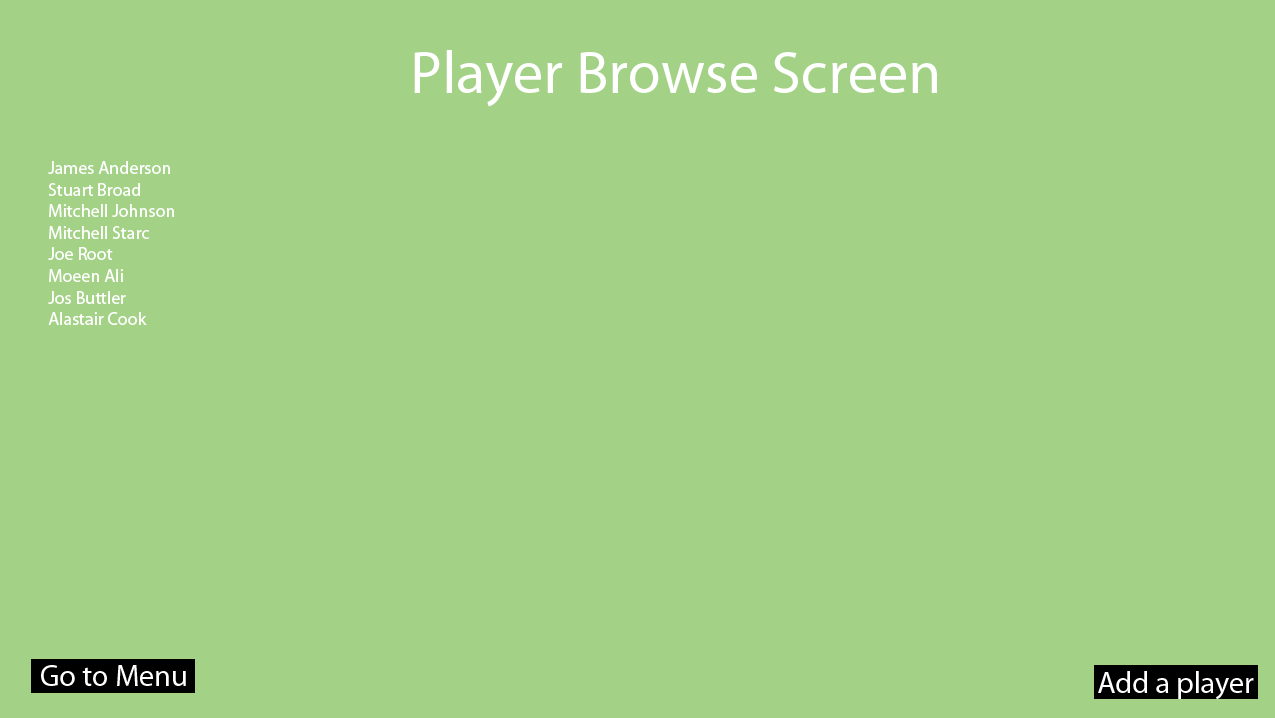 Player Browse Screen
James Anderson
Stuart Broad
Mitchell Johnson
Mitchell Starc
Joe Root
Moeen Ali
Jos Buttler
Alastair Cook
Go to Menu
Add a player